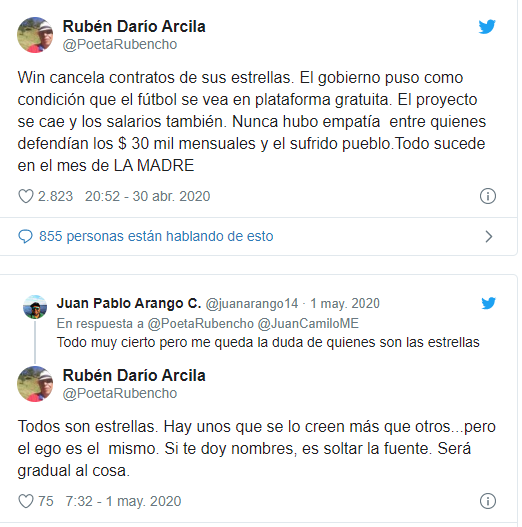 Rubén Darío Arcila
@PoetaRubencho
Win cancela contratos de sus estrellas. El gobierno puso como
condición que el fútbol se vea en plataforma gratuita. El proyecto
se cae y los salarios también. Nunca hubo empatía  entre quienes
defendían los $ 30 mil mensuales y el sufrido pueblo.Todo sucede
en el mes de LA MADRE
2.823 20:52 - 30 abr. 2020
855 personas están hablando de esto
Juan Pablo Arango C. @juanarango14 · 1 may. 2020
En respuesta a @PoetaRubencho @JuanCamiloME
Todo muy cierto pero me queda la duda de quienes son las estrellas
Rubén Darío Arcila
@PoetaRubencho
Todos son estrellas. Hay unos que se lo creen más que otros...pero
el ego es el  mismo. Si te doy nombres, es soltar la fuente. Será
gradual al cosa.
75 7:32 - 1 may. 2020